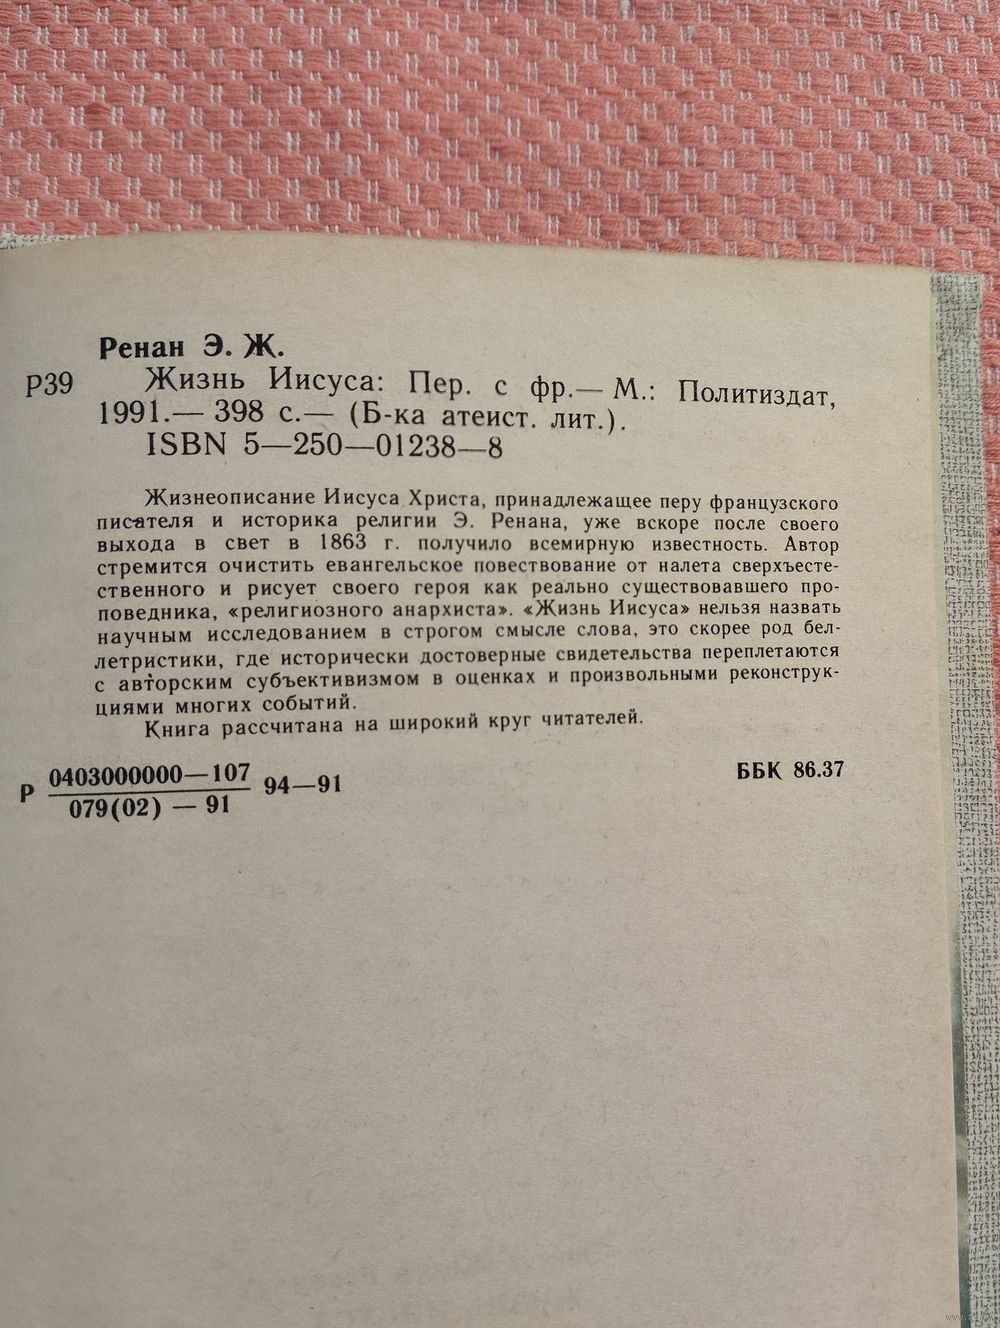 Ренан Э. Ж.
Р39 Жизнь Иисуса: Пер. с фр.— М.: Политиздат,
1991.— 398 с.— (Б-ка атеист. лит.).
ISBN 5—250—01238—8
Жизнеописание Иисуса Христа, принадлежащее перу французского
писателя и историка религии Э. Ренана, уже вскоре после своего
выхода в свет в 1863 г. получило всемирную известность. Автор
стремится очистить евангельское повествование от налета сверхъесте-
ственного и рисует своего героя как реально существовавшего про-
поведника, «религиозного анархиста». «Жизнь Иисуса» нельзя назвать
научным исследованием в строгом смысле слова, это скорее род бел-
летристики, где исторически достоверные свидетельства переплетаются
с авторским субъективизмом в оценках и произвольными реконструк-
циями многих событий.
Книга рассчитана на широкий круг читателей.
Р 0403000000—107 94—91 ББК 86.37
079(02) — 91